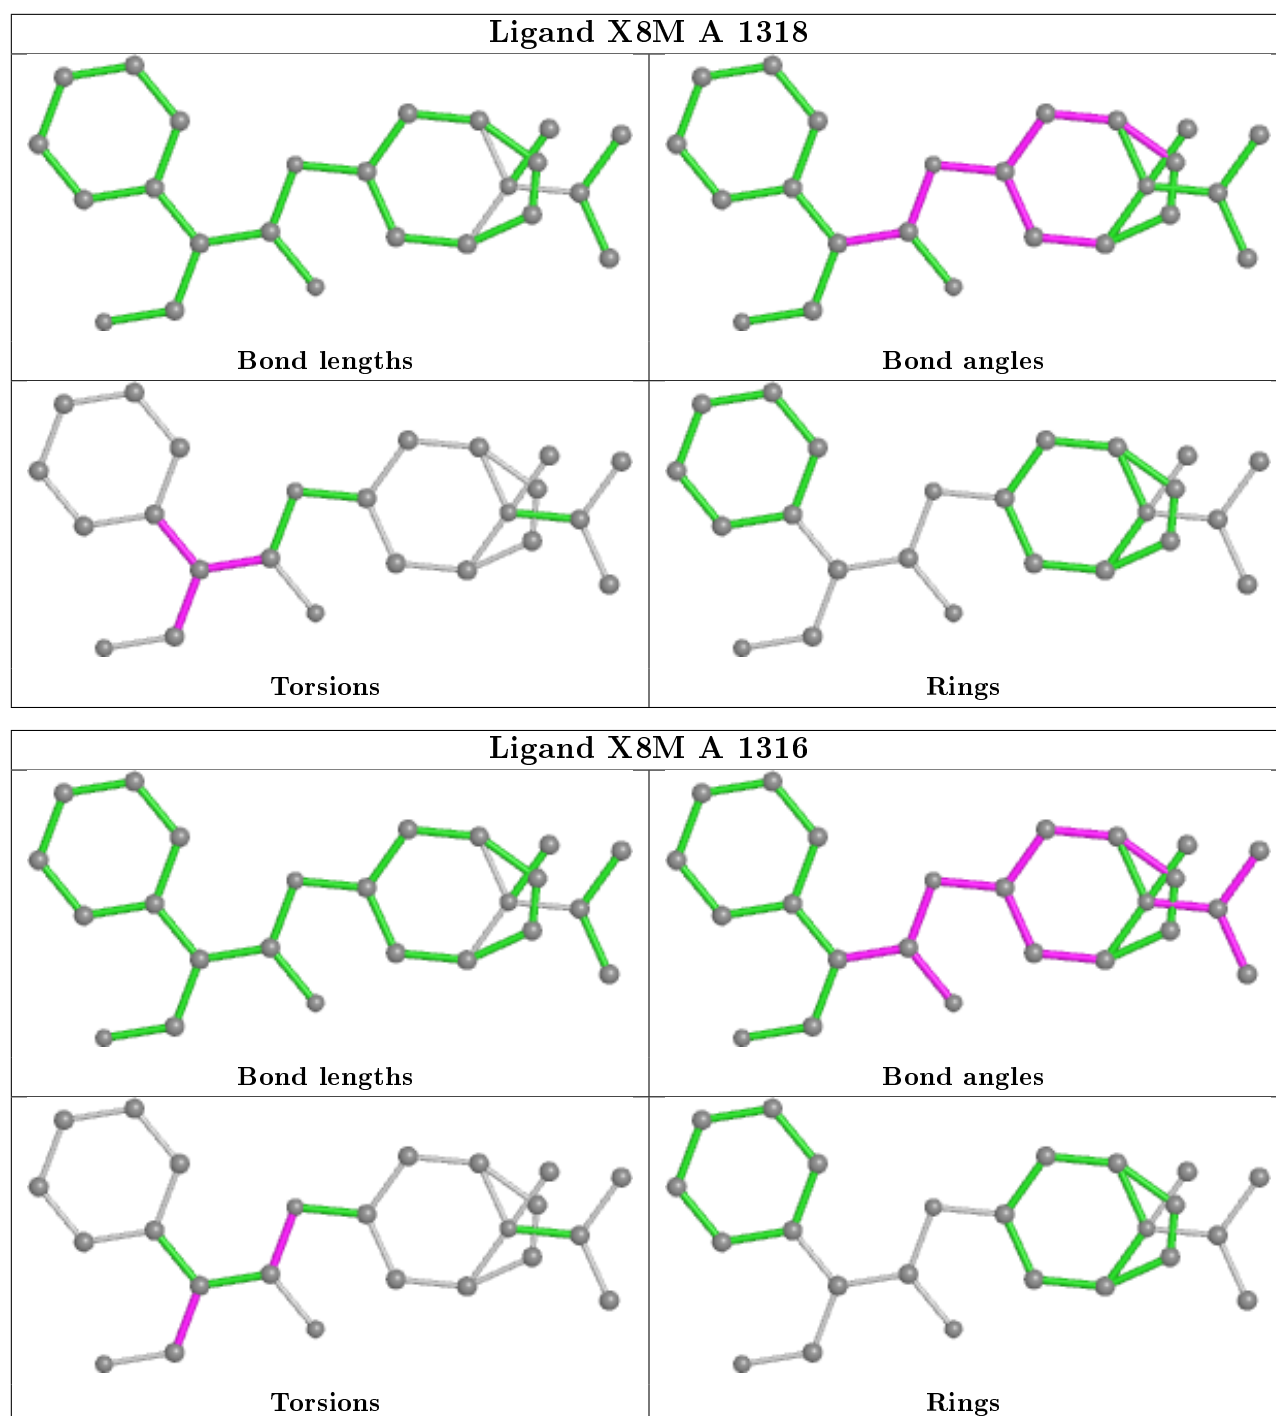 Ligand X8M A 1318
Bond lengths
Bond angles
Torsions
Rings
Ligand X8M A 1316
Bond lengths
Bond angles
Torsions
Rings